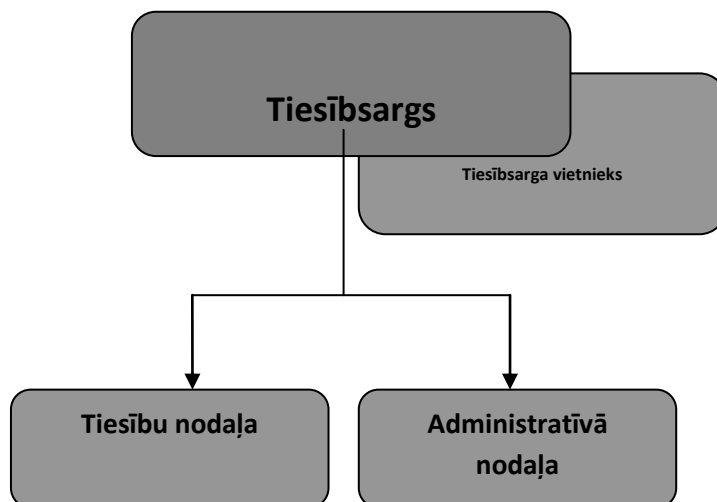 Tiesībsargs
Tiesībsarga vietnieks
Tiesību nodaļa
Administratīvā
nodaļa